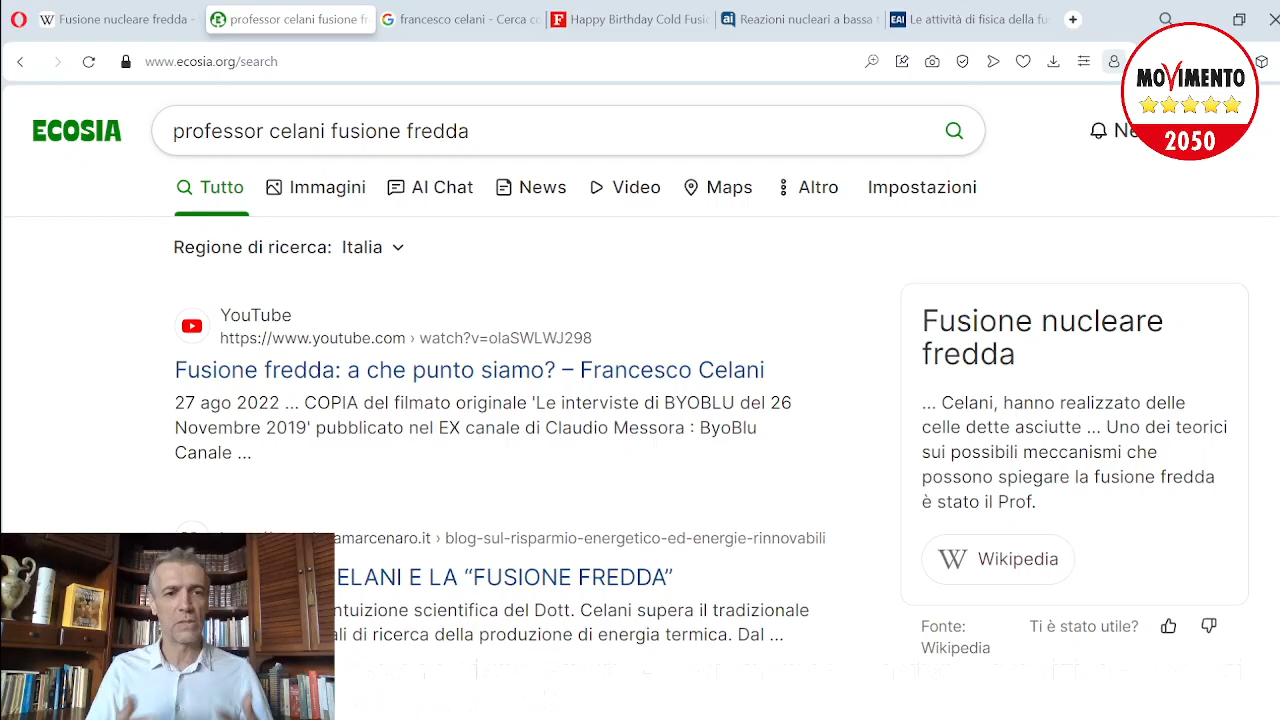 Fusione nucleare fredda -
professor celani fusione fr
francesco celani - Cerca co
Happy Birthday Cold Fusio
Reazioni nucleari a bassa t
EAI
Le attività di fisica della fus
www.ecosia.org/search
MOVIMENTO
2050
ECOSIA
professor celani fusione fredda
Tutto
Immagini
AI Chat
News
Video
Maps
Altro
Impostazioni
Regione di ricerca: Italia
YouTube
https://www.youtube.com › watch?v=olaSWLWJ298
Fusione fredda: a che punto siamo? – Francesco Celani
27 ago 2022 ... COPIA del filmato originale 'Le interviste di BYOBLU del 26
Novembre 2019' pubblicato nel EX canale di Claudio Messora : ByoBlu
Canale ...
amarcenaro.it › blog-sul-risparmio-energetico-ed-energie-rinnovabili
ELANI E LA “FUSIONE FREDDA”
ntuizione scientifica del Dott. Celani supera il tradizionale
ali di ricerca della produzione di energia termica. Dal ...
Fusione nucleare
fredda
... Celani, hanno realizzato delle
celle dette asciutte ... Uno dei teorici
sui possibili meccanismi che
possono spiegare la fusione fredda
è stato il Prof.
Wikipedia
Fonte:
Wikipedia
Ti è stato utile?